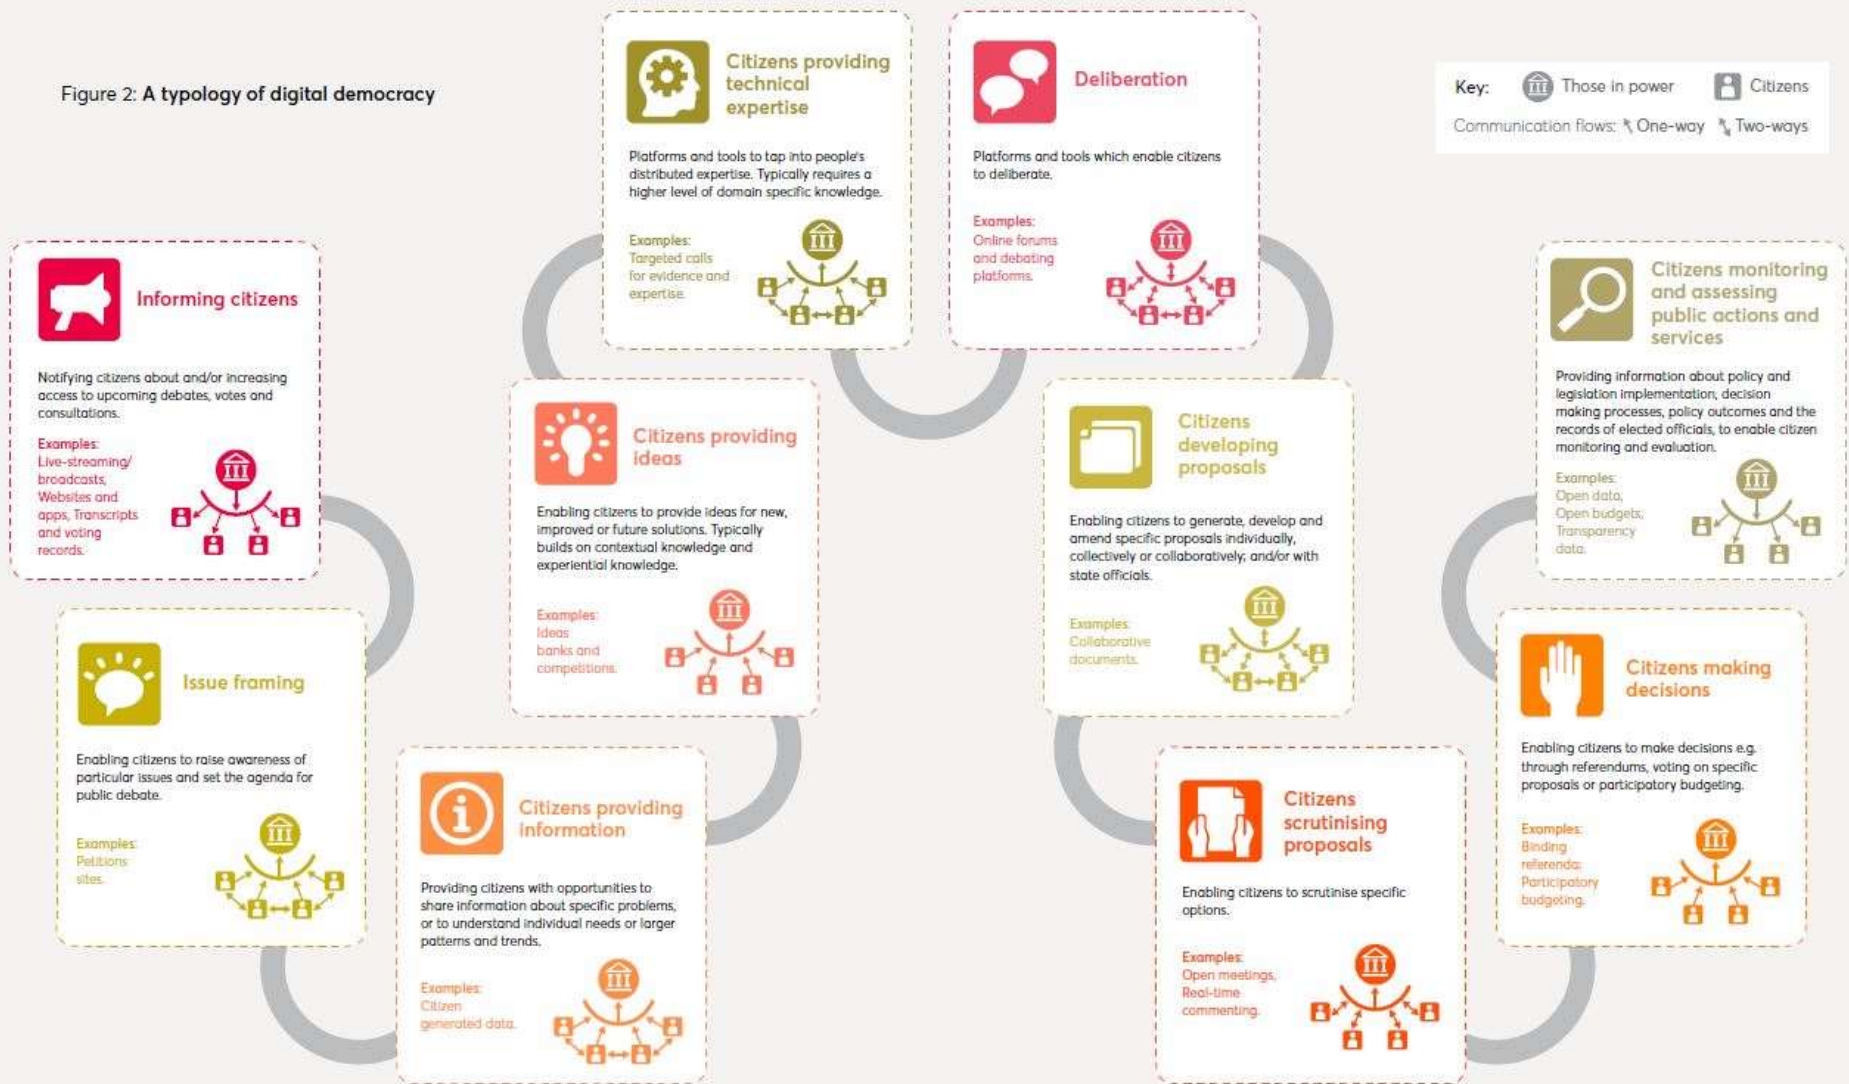 Figure 2: A typology of digital democracy
Key: Those in power Citizens
Communication flows: One-way Two-ways
Informing citizens
Notifying citizens about and/or increasing
access to upcoming debates, votes and
consultations.
Examples:
Live-streaming/
broadcasts,
Websites and
apps, Transcripts
and voting
records.
Issue framing
Enabling citizens to raise awareness of
particular issues and set the agenda for
public debate.
Examples:
Petitions
sites.
Citizens providing
information
Providing citizens with opportunities to
share information about specific problems,
or to understand individual needs or larger
patterns and trends.
Examples:
Citizen
generated data.
Citizens providing
ideas
Enabling citizens to provide ideas for new,
improved or future solutions. Typically
builds on contextual knowledge and
experiential knowledge.
Examples:
Ideas
banks and
competitions.
Citizens providing
technical
expertise
Platforms and tools to tap into people's
distributed expertise. Typically requires a
higher level of domain specific knowledge.
Examples:
Targeted calls
for evidence and
expertise.
Deliberation
Platforms and tools which enable citizens
to deliberate.
Examples:
Online forums
and debating
platforms.
Citizens
developing
proposals
Enabling citizens to generate, develop and
amend specific proposals individually,
collectively or collaboratively; and/or with
state officials.
Examples:
Collaborative
documents.
Citizens
scrutinising
proposals
Enabling citizens to scrutinise specific
options.
Examples:
Open meetings,
Real-time
commenting.
Citizens making
decisions
Enabling citizens to make decisions e.g.
through referendums, voting on specific
proposals or participatory budgeting.
Examples:
Binding
referenda;
Participatory
budgeting.
Citizens monitoring
and assessing
public actions and
services
Providing information about policy and
legislation implementation, decision
making processes, policy outcomes and the
records of elected officials, to enable citizen
monitoring and evaluation.
Examples:
Open data,
Open budgets,
Transparency
data.